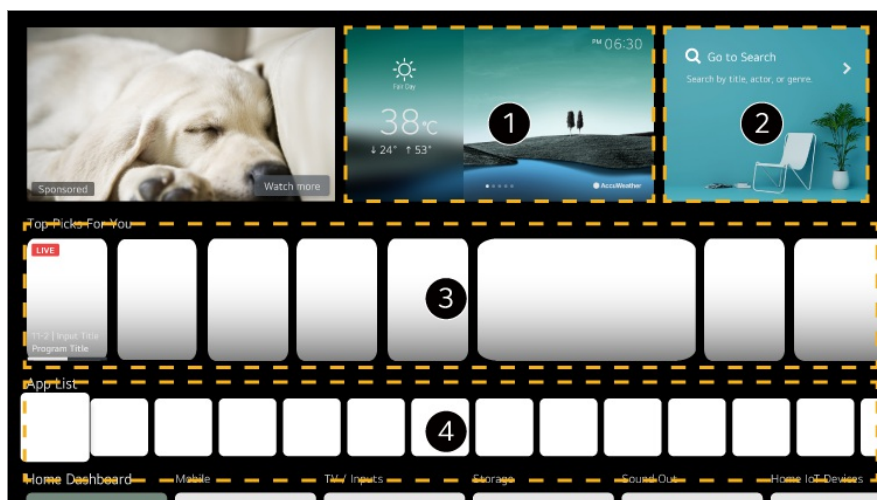 PM 06:30
Fair Day
38°C
↓ 24° ↑ 53°
1
AccuWeather
Go to Search
Search by title, actor, or genre.
2
Sponsored
Watch more
Top Picks For You
LIVE
3
11-2 | Input Title
Program Title
App List
4
Home Dashboard
Mobile
TV / Inputs
Storage
Sound Out
Home IoT Devices